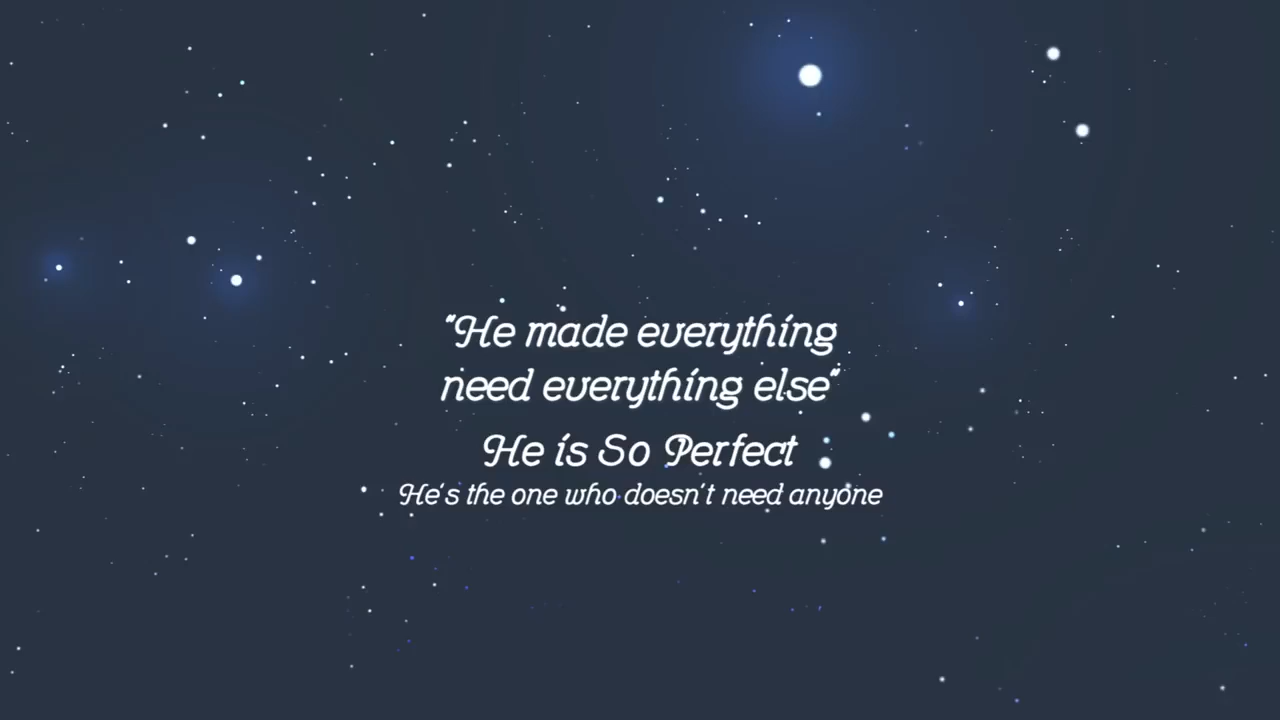 "He made everything
need everything else"
He is So Perfect
He's the one who doesn't need anyone